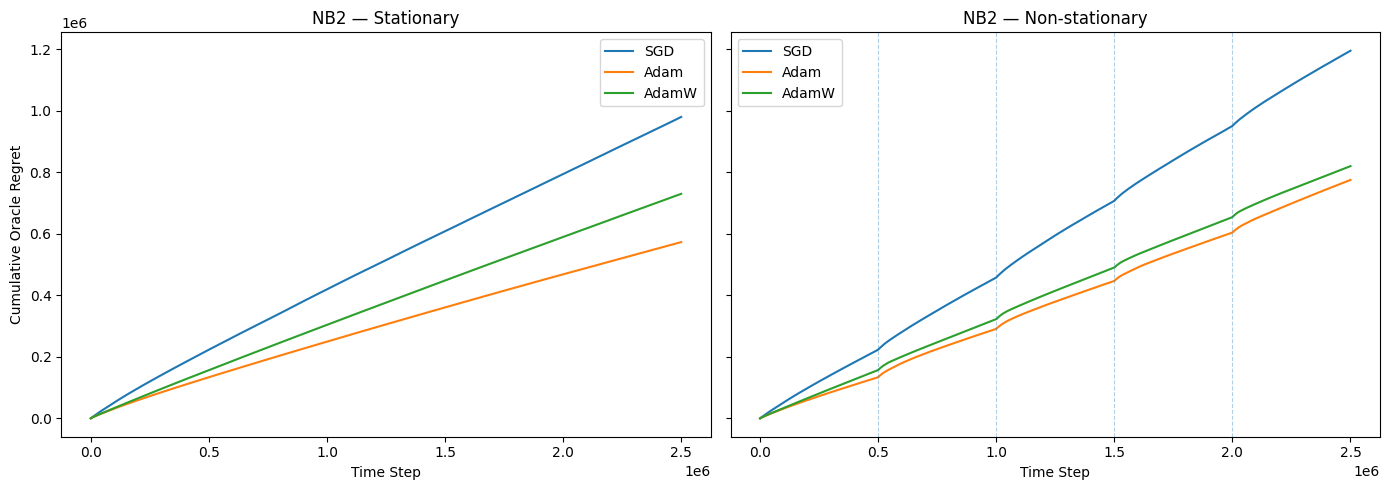 NB2 — Stationary
1e6
Cumulative Oracle Regret
1.2
1.0
0.8
0.6
0.4
0.2
0.0
SGD
Adam
AdamW
0.0 0.5 1.0 1.5 2.0 2.5
1e6
Time Step
NB2 — Non-stationary
SGD
Adam
AdamW
0.0 0.5 1.0 1.5 2.0 2.5
1e6
Time Step